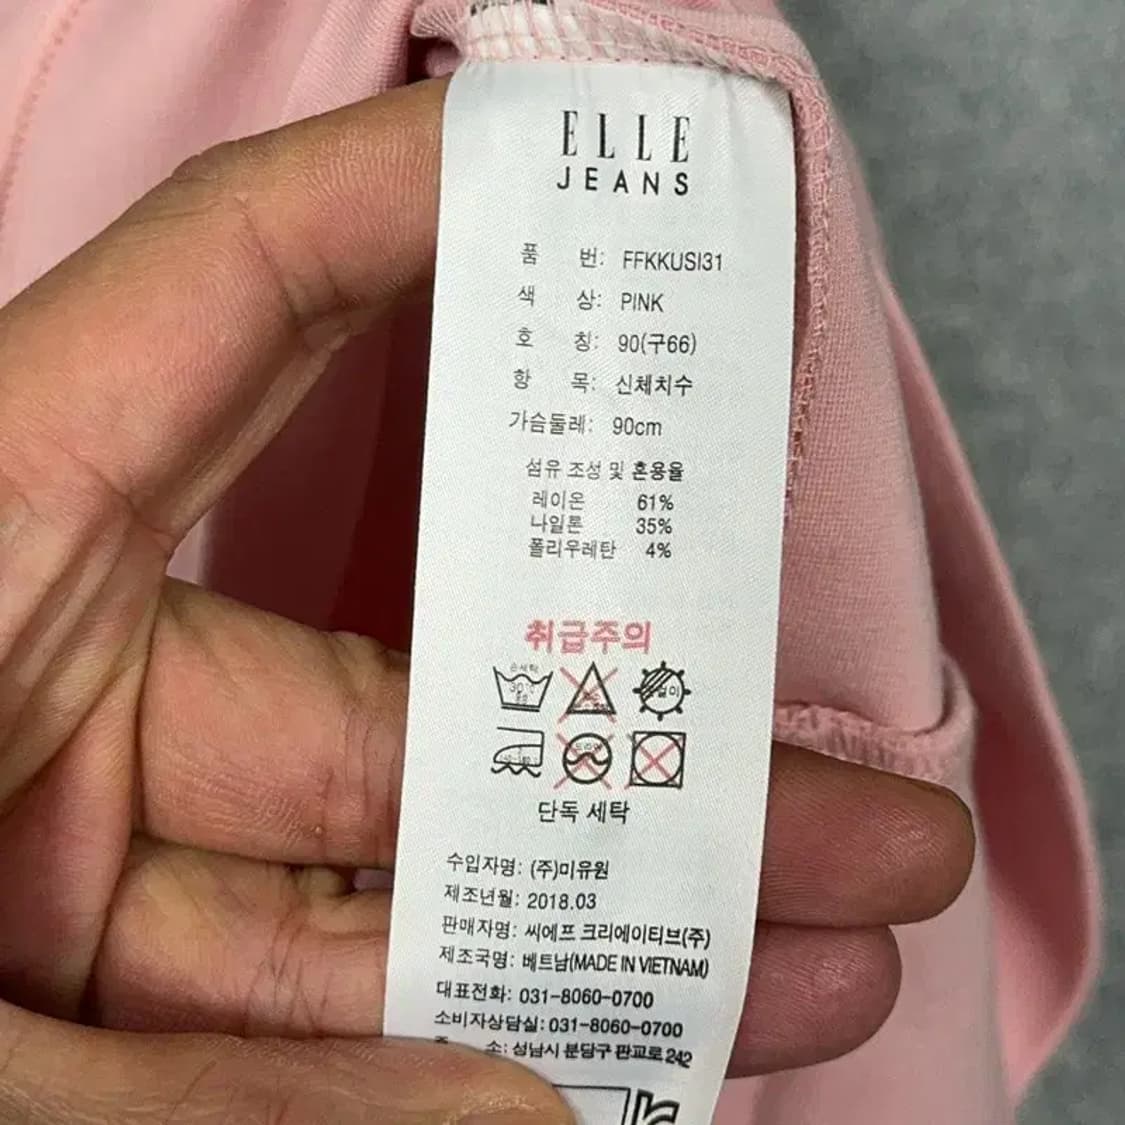 ELLE
JEANS
품 번: FFKKUSI31
색 상: PINK
호 칭: 90(구66)
항 목: 신체치수
가슴둘레: 90cm
섬유 조성 및 혼용율
레이온 61%
나일론 35%
폴리우레탄 4%
취급주의
손세탁
30°C
단독 세탁
수입자명: (주)미유원
제조년월: 2018.03
판매자명: 씨에프 크리에이티브(주)
제조국명: 베트남(MADE IN VIETNAM)
대표전화: 031-8060-0700
소비자상담실: 031-8060-0700
주 소: 성남시 분당구 판교로 242